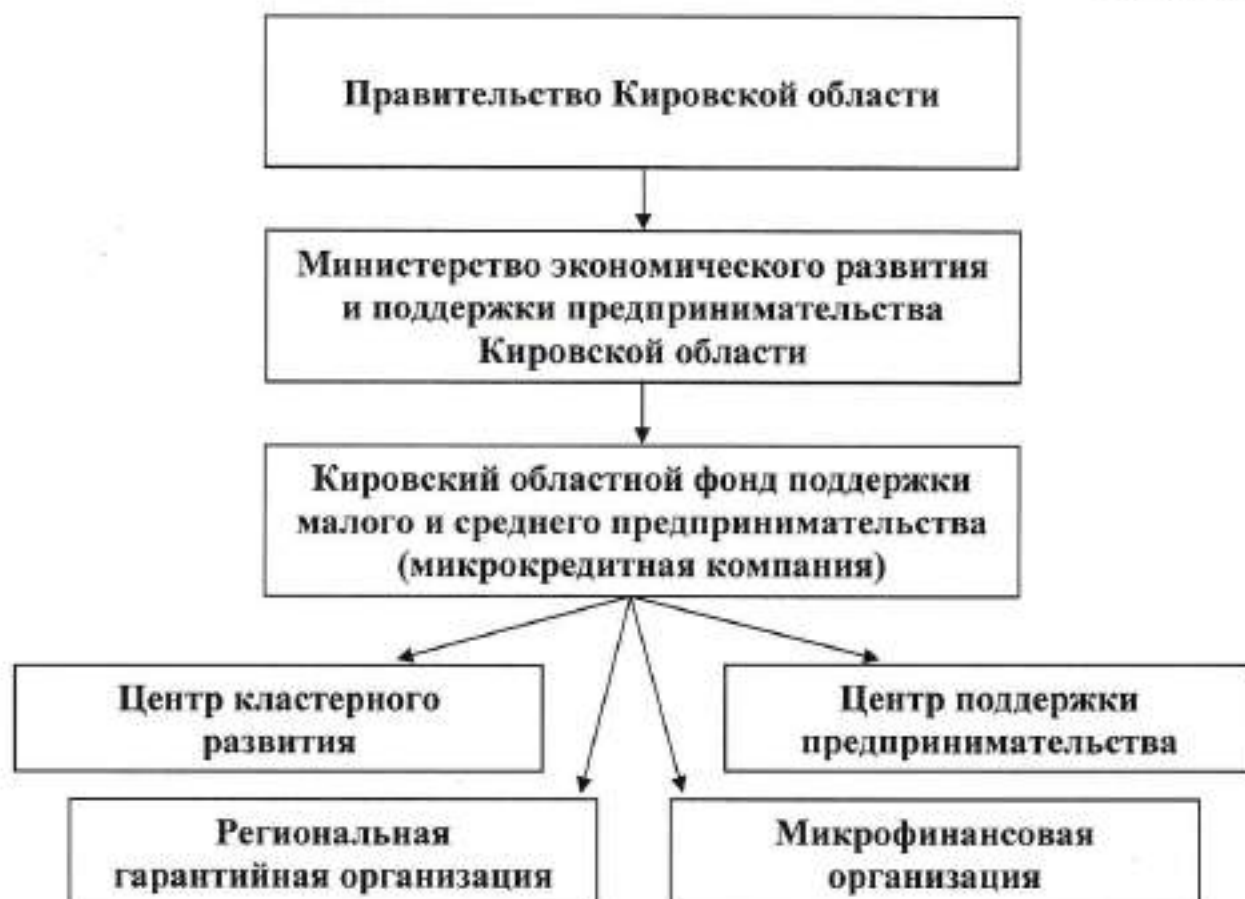 Правительство Кировской области
Министерство экономического развития
и поддержки предпринимательства
Кировской области
Кировский областной фонд поддержки
малого и среднего предпринимательства
(микрокредитная компания)
Центр кластерного
развития
Центр поддержки
предпринимательства
Региональная
гарантийная организация
Микрофинансовая
организация